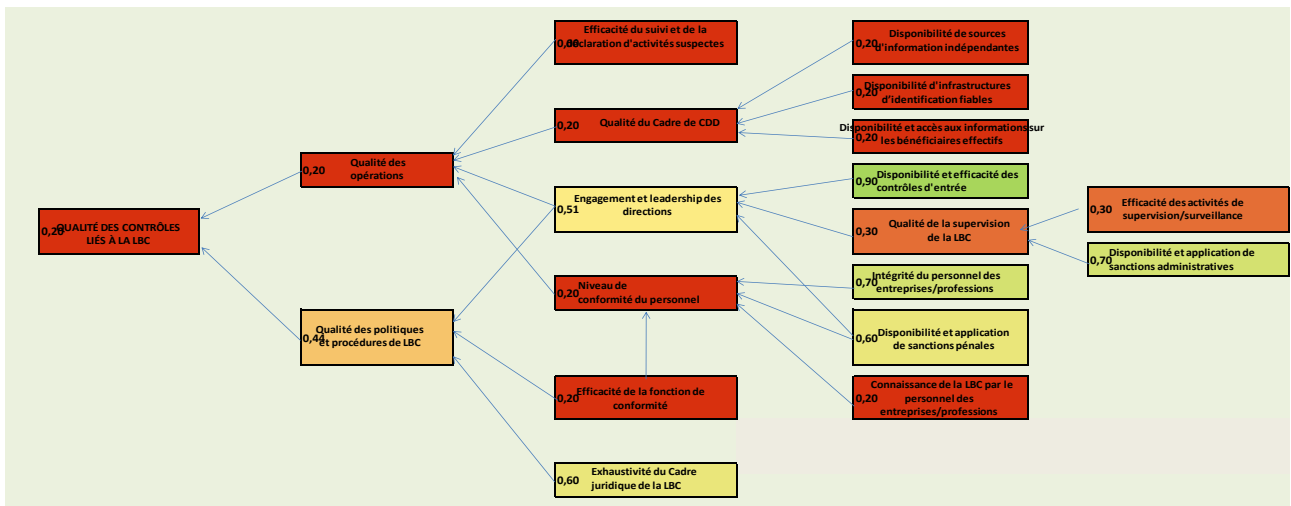 QUALITÉ DES CONTRÔLES
LIÉS À LA LBC
0,20
Qualité des
opérations
0,20
Qualité des politiques
et procédures de LBC
0,44
Efficacité du suivi et de la
déclaration d'activités suspectes
Qualité du Cadre de CDD
0,20
Engagement et leadership des
directions
0,51
Niveau de
conformité du personnel
0,20
Efficacité de la fonction de
conformité
0,20
Exhaustivité du Cadre
juridique de la LBC
0,60
Disponibilité de sources
d'information indépendantes
0,20
Disponibilité d'infrastructures
d'identification fiables
0,20
Disponibilité et accès aux informations sur
les bénéficiaires effectifs
0,20
Disponibilité et efficacité des
contrôles d'entrée
0,90
Qualité de la supervision
de la LBC
0,30
Intégrité du personnel des
entreprises/professions
0,70
Disponibilité et application
de sanctions pénales
0,60
Connaissance de la LBC par le
personnel des
entreprises/professions
0,20
Efficacité des activités de
supervision/surveillance
0,30
Disponibilité et application de
sanctions administratives
0,70